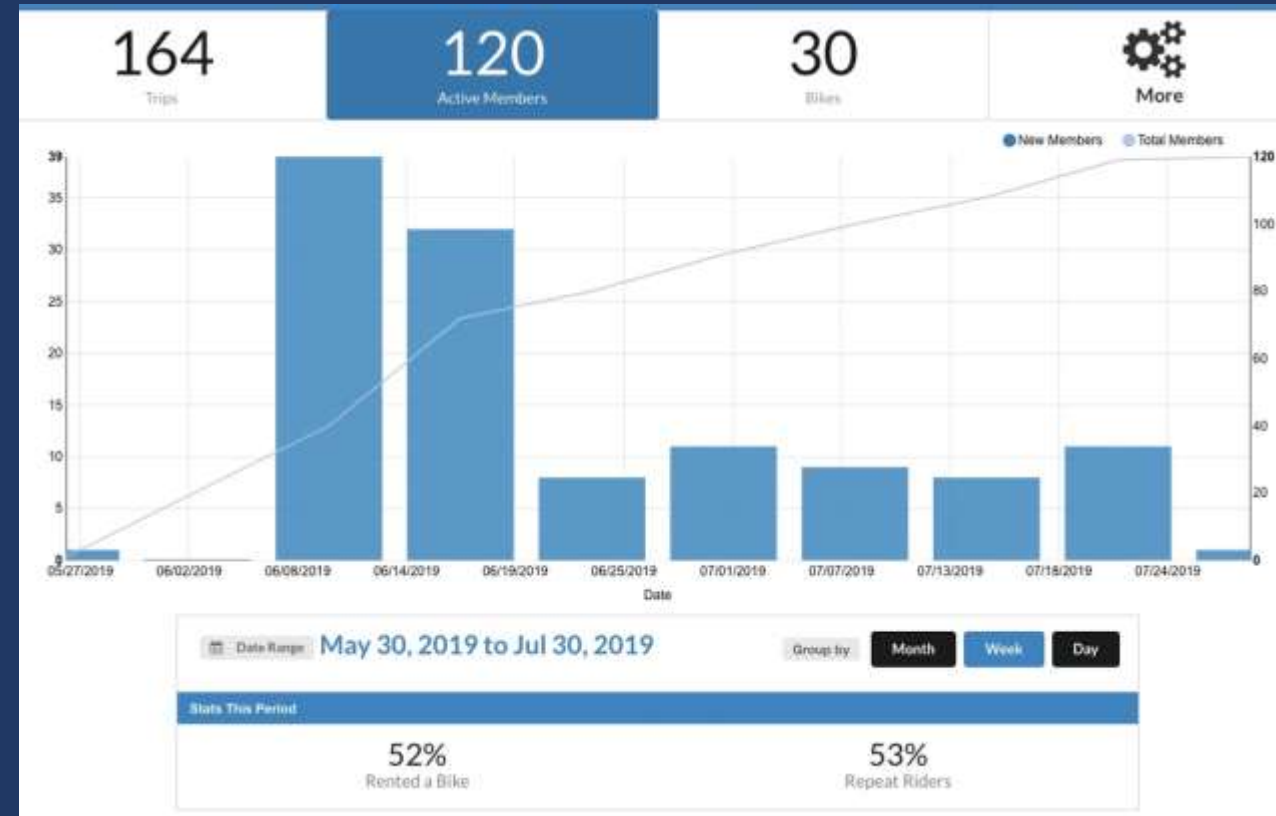 164
Trips
120
Active Members
30
Bikes
More
New Members Total Members
39
35
30
25
20
15
10
5
120
100
80
60
40
20
0
05/27/2019 06/02/2019 06/08/2019 06/14/2019 06/19/2019 06/25/2019 07/01/2019 07/07/2019 07/13/2019 07/18/2019 07/24/2019
Date
Date Range May 30, 2019 to Jul 30, 2019 Group by Month Week Day
Stats This Period
52%
Rented a Bike
53%
Repeat Riders